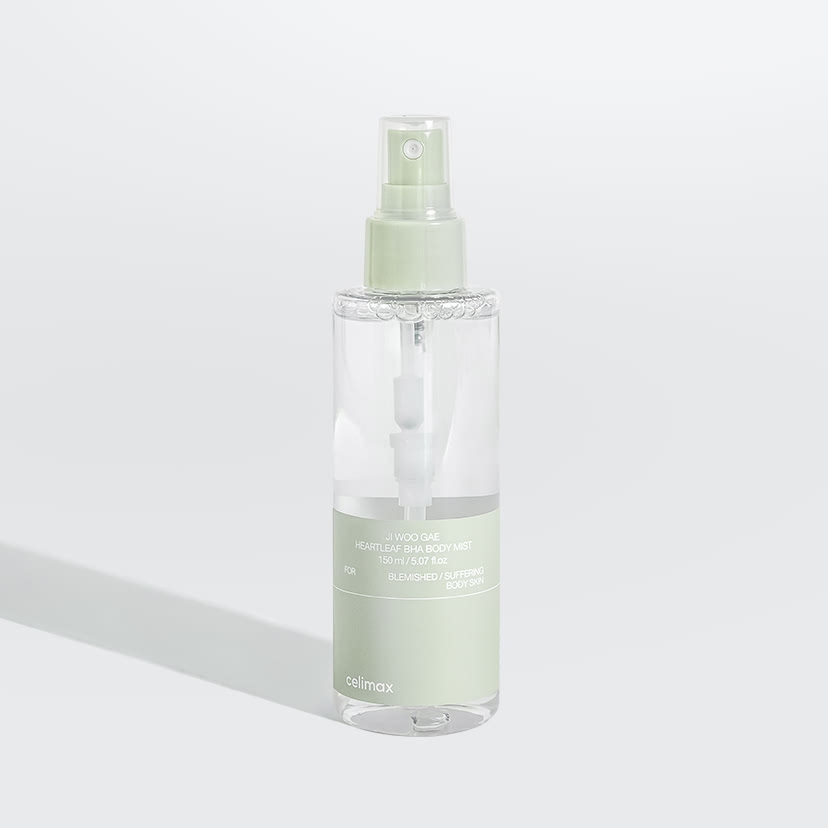 JI WOO GAE
HEARTLEAF BHA BODY MIST
150 ml / 5.07 fl.oz.
FOR BLEMISHED / SUFFERING
BODY SKIN
celimax